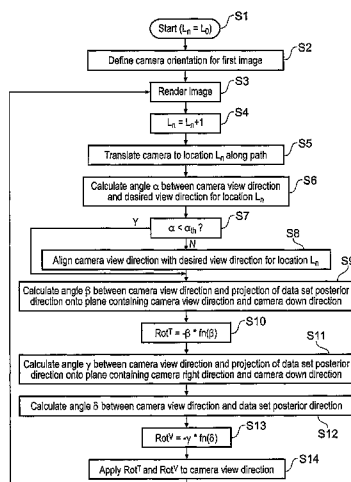 S1
Start (Ln = L0)
S2
Define camera orientation for first image
S3
Render Image
S4
Ln = Ln+1
S5
Translate camera to location Ln along path
S6
Calculate angle α between camera view direction
and desired view direction for location Ln
S7
Y
α < αth ?
N
S8
Align camera view direction with desired view direction for location Ln
S9
Calculate angle β between camera view direction and projection of data set posterior
direction onto plane containing camera view direction and camera down direction
S10
RotT = -β * fn(β)
S11
Calculate angle γ between camera view direction and projection of data set posterior
direction onto plane containing camera right direction and camera down direction
Calculate angle δ between camera view direction and data set posterior direction
S12
S13
RotV = -γ * fn(δ)
S14
Apply RotT and RotV to camera view direction